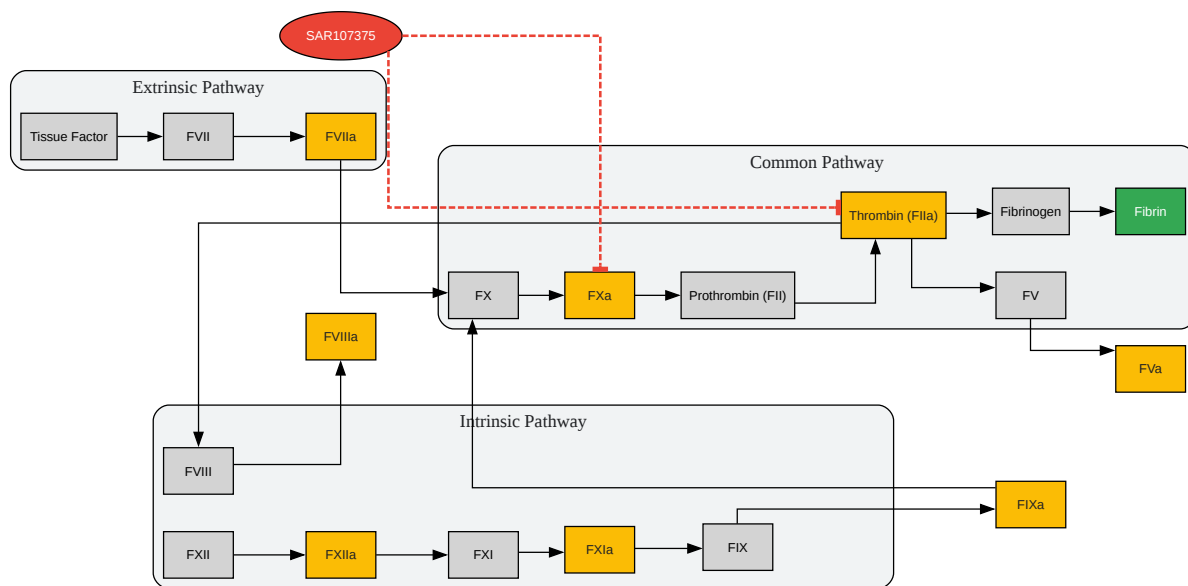 SAR107375
Extrinsic Pathway
Tissue Factor
FVII
FVIIa
Common Pathway
Thrombin (FIIa)
Fibrinogen
Fibrin
FX
FXa
Prothrombin (FII)
FV
FVIIIa
FVa
Intrinsic Pathway
FVIII
FIXa
FXII
FXIIa
FXI
FXIa
FIX